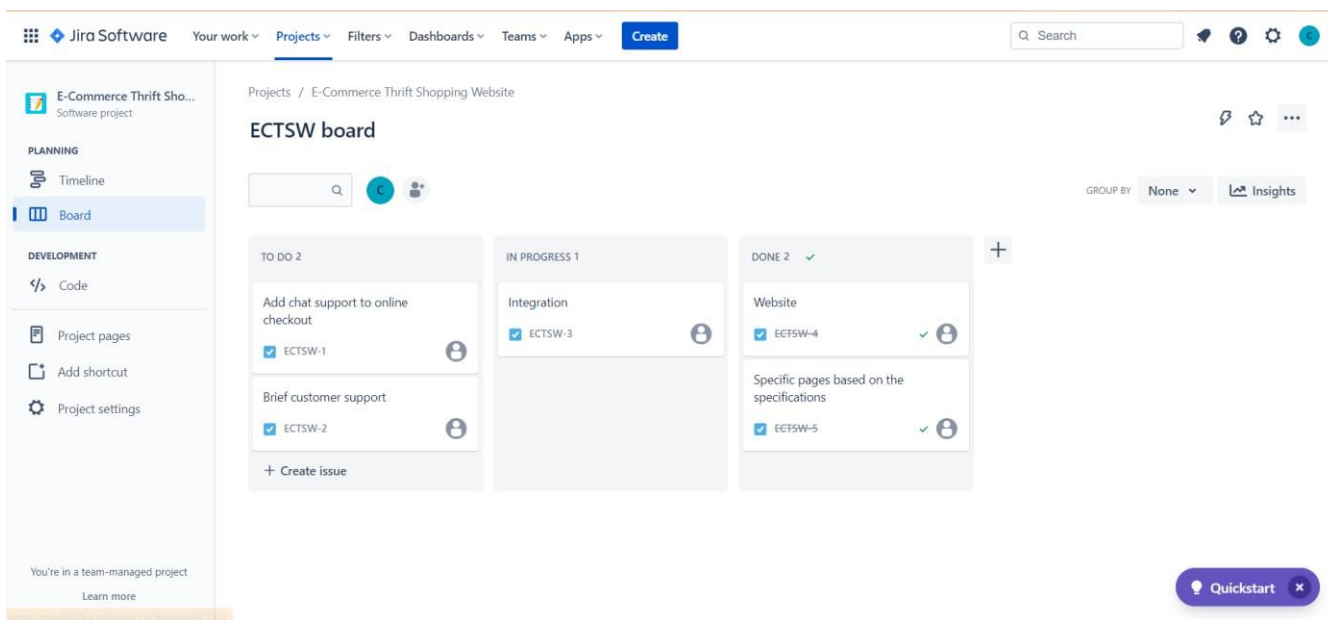 Jira Software Your work Projects Filters Dashboards Teams Apps Create Search C
E-Commerce Thrift Sho...
Software project
PLANNING
Timeline
Board
DEVELOPMENT
Code
Project pages
Add shortcut
Project settings
You're in a team-managed project
Learn more
Projects / E-Commerce Thrift Shopping Website
ECTSW board
C
GROUP BY None Insights
TO DO 2
Add chat support to online
checkout
ECTSW-1
Brief customer support
ECTSW-2
+ Create issue
IN PROGRESS 1
Integration
ECTSW-3
DONE 2
Website
ECTSW-4
Specific pages based on the
specifications
ECTSW-5
Quickstart